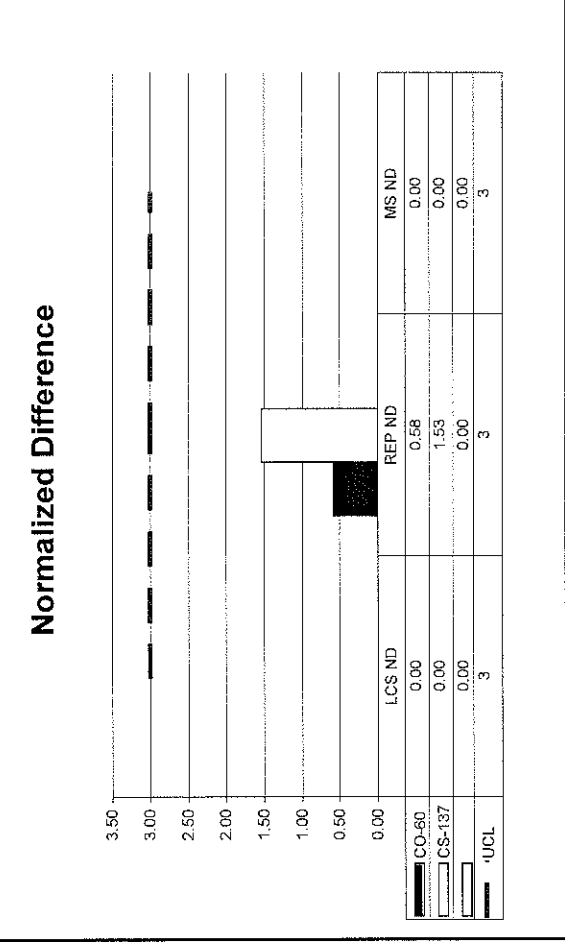 Normalized Difference
3.50
3.00
2.50
2.00
1.50
1.00
0.50
0.00
LCS ND REP ND MS ND
CO-60 0.00 0.58 0.00
CS-137 0.00 1.53 0.00
0.00 0.00 0.00
UCL 3 3 3